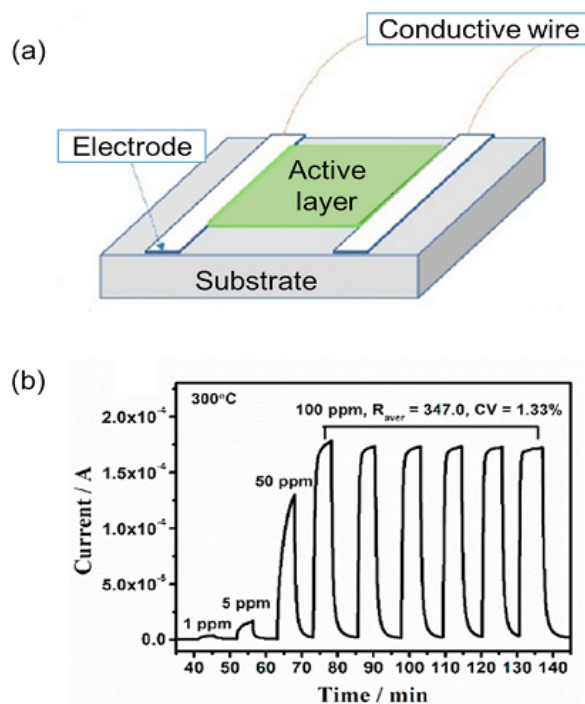 (a)
Conductive wire
Electrode
Active
layer
Substrate
(b)
300°C
100 ppm, R_aver = 347.0, CV = 1.33%
50 ppm
5 ppm
1 ppm
2.0x10⁻⁴
1.5x10⁻⁴
1.0x10⁻⁴
5.0x10⁻⁵
0.0
Current / A
40 50 60 70 80 90 100 110 120 130 140
Time / min